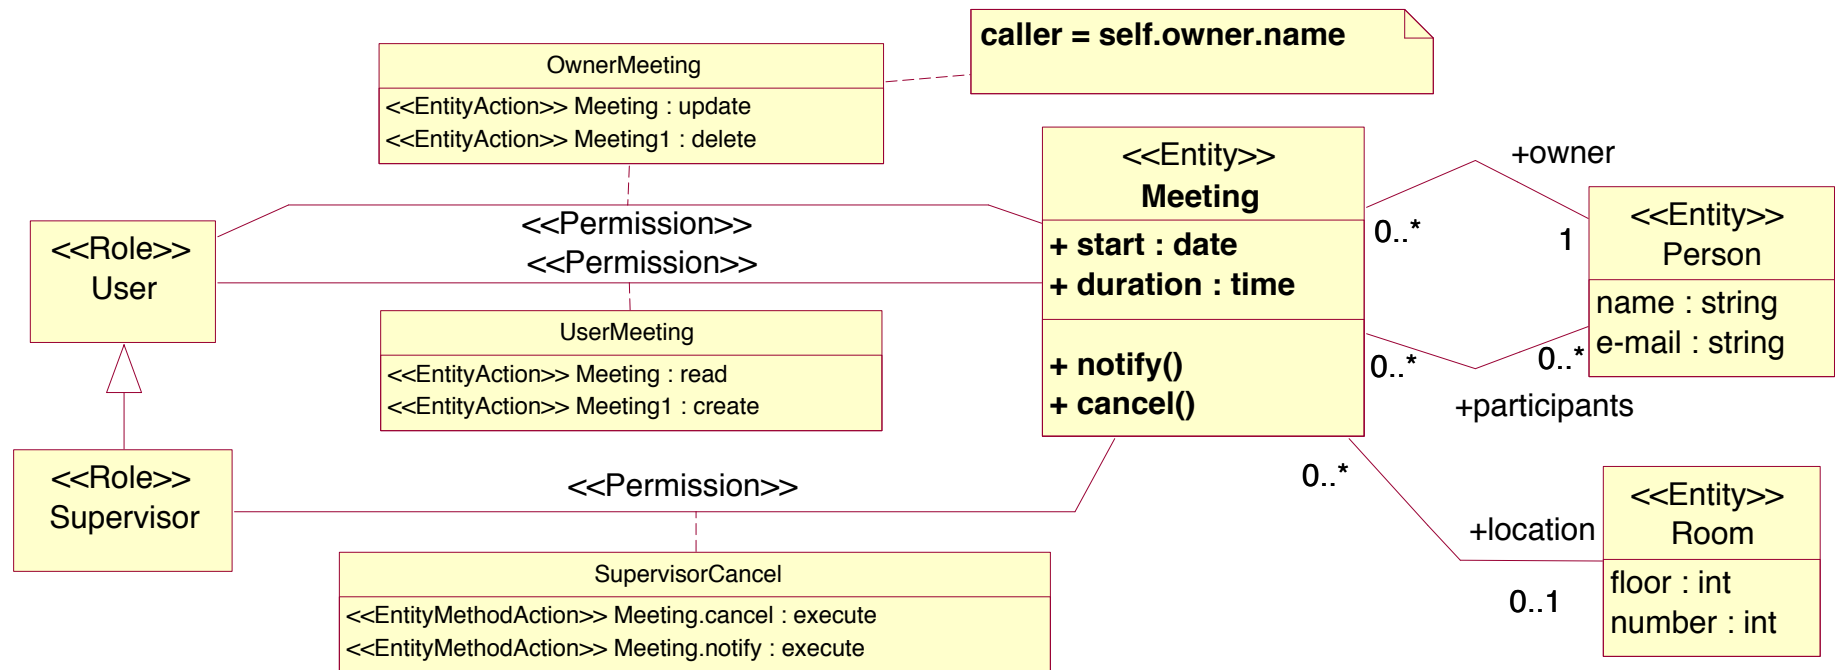 caller = self.owner.name
OwnerMeeting
<<EntityAction>> Meeting : update
<<EntityAction>> Meeting1 : delete
<<Permission>>
<<Permission>>
<<Role>>
User
UserMeeting
<<EntityAction>> Meeting : read
<<EntityAction>> Meeting1 : create
<<Role>>
Supervisor
<<Permission>>
SupervisorCancel
<<EntityMethodAction>> Meeting.cancel : execute
<<EntityMethodAction>> Meeting.notify : execute
<<Entity>>
Meeting
+ start : date
+ duration : time
+ notify()
+ cancel()
+owner
0..*
1
<<Entity>>
Person
name : string
e-mail : string
0..*
0..*
+participants
0..*
+location
0..1
<<Entity>>
Room
floor : int
number : int